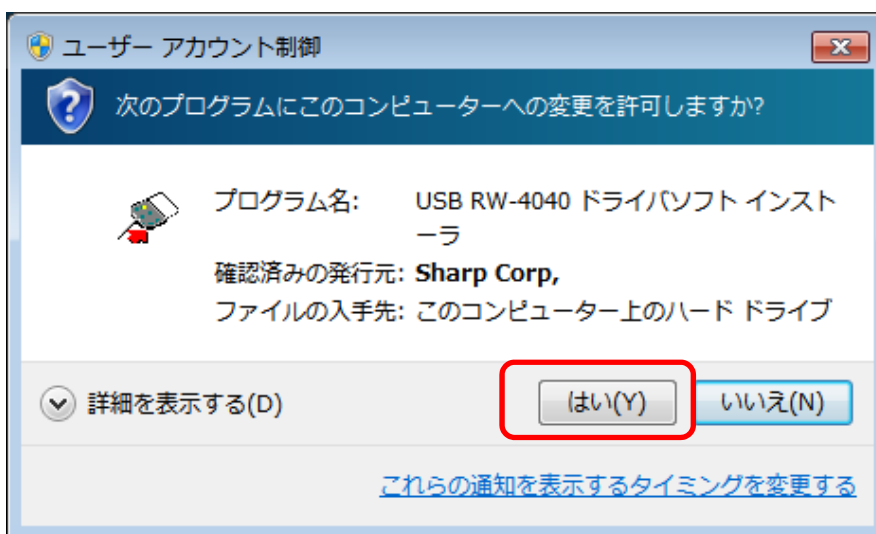 ユーザー アカウント制御
次のプログラムにこのコンピューターへの変更を許可しますか?
プログラム名: USB RW-4040 ドライバソフト インスト
ーラ
確認済みの発行元: Sharp Corp,
ファイルの入手先: このコンピューター上のハード ドライブ
詳細を表示する(D) はい(Y) いいえ(N)
これらの通知を表示するタイミングを変更する